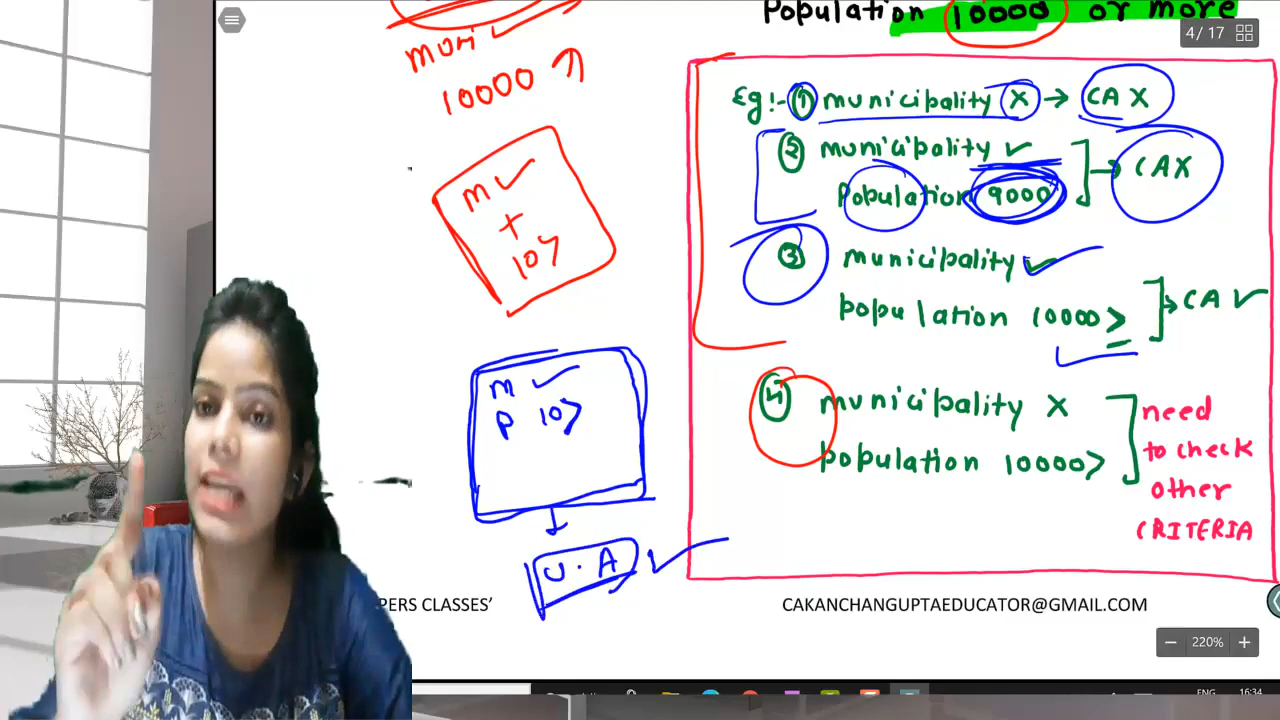 Population 10000 or more
4 / 17
more
10000
Eg:- ① municipality X → CA X
② municipality ✓
Population 9000
→ CAX
M ✓
+
10>
③ municipality ✓
population 10000>
→ CA ✓
M ✓
P 10>
④ municipality X
population 10000>
need
to check
other
CRITERIA
U.A ✓
PERS CLASSES’
CAKANCHANGUPTAEDUCATOR@GMAIL.COM
220%
ENG
16:34